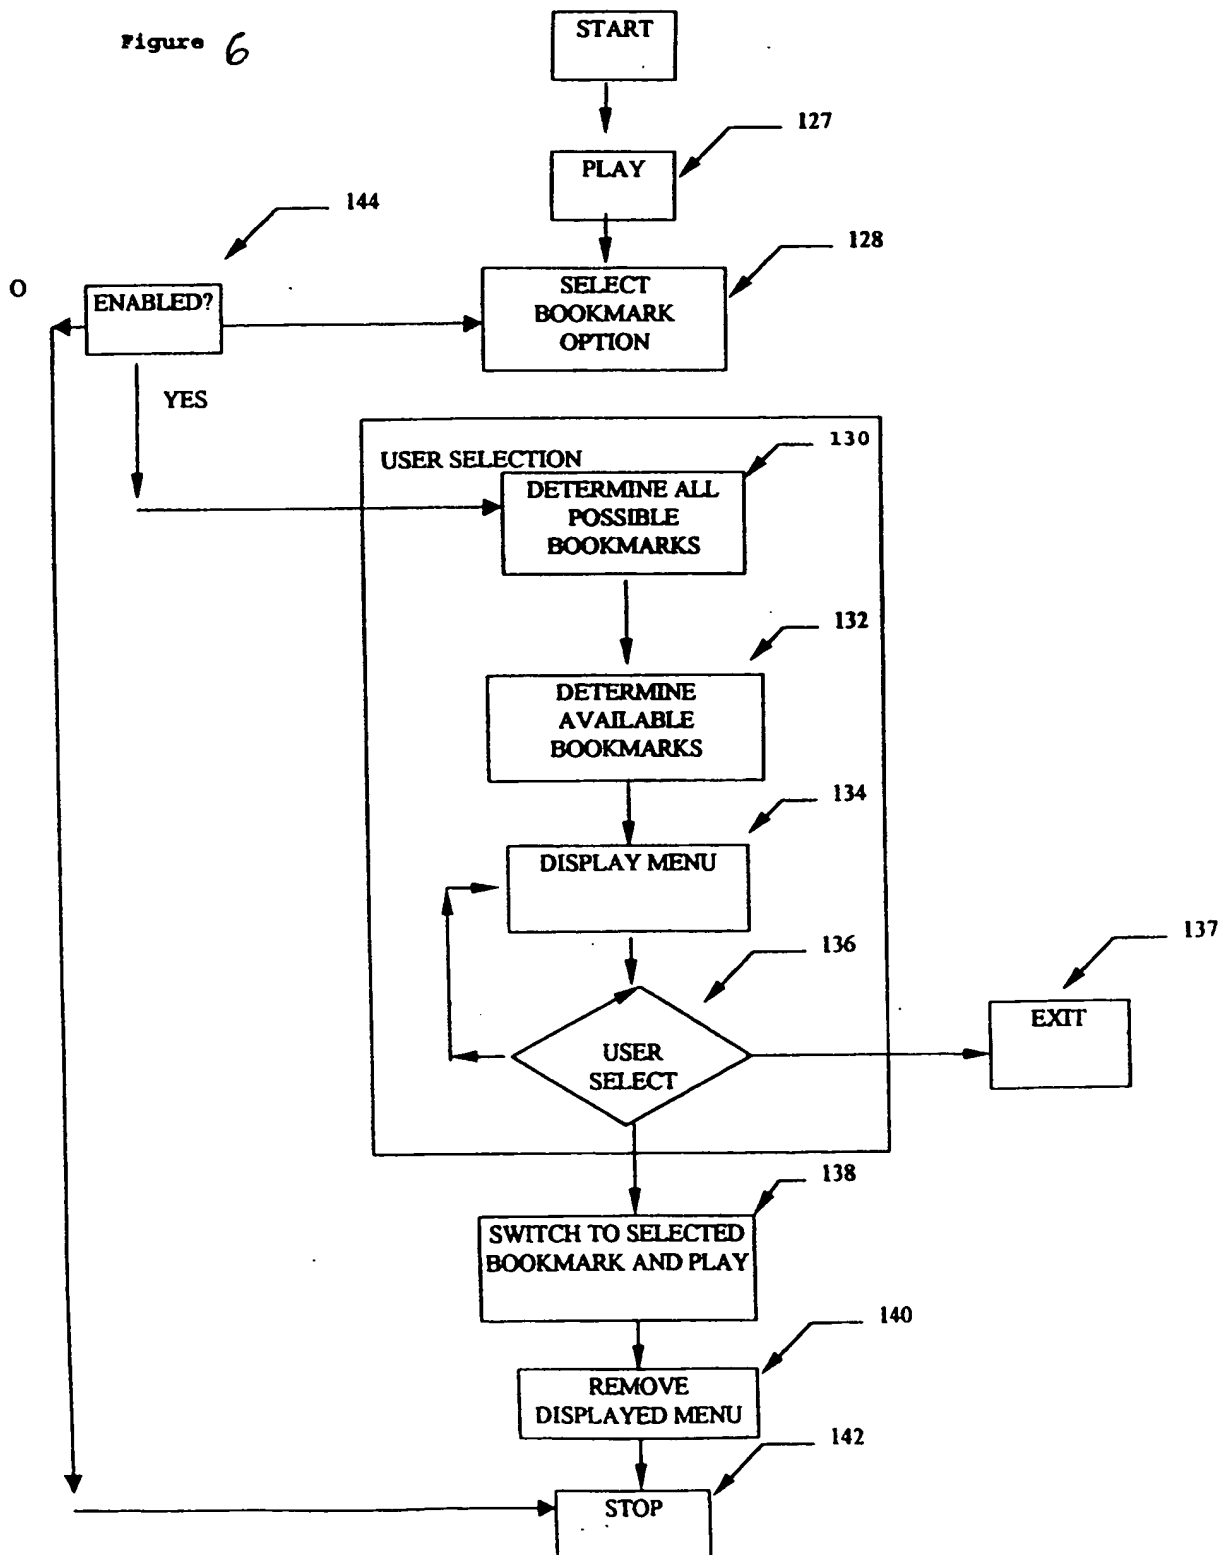 Figure 6
START
127
PLAY
144
128
O
ENABLED?
SELECT
BOOKMARK
OPTION
YES
130
USER SELECTION
DETERMINE ALL
POSSIBLE
BOOKMARKS
132
DETERMINE
AVAILABLE
BOOKMARKS
134
DISPLAY MENU
136
137
EXIT
USER
SELECT
138
SWITCH TO SELECTED
BOOKMARK AND PLAY
140
REMOVE
DISPLAYED MENU
142
STOP